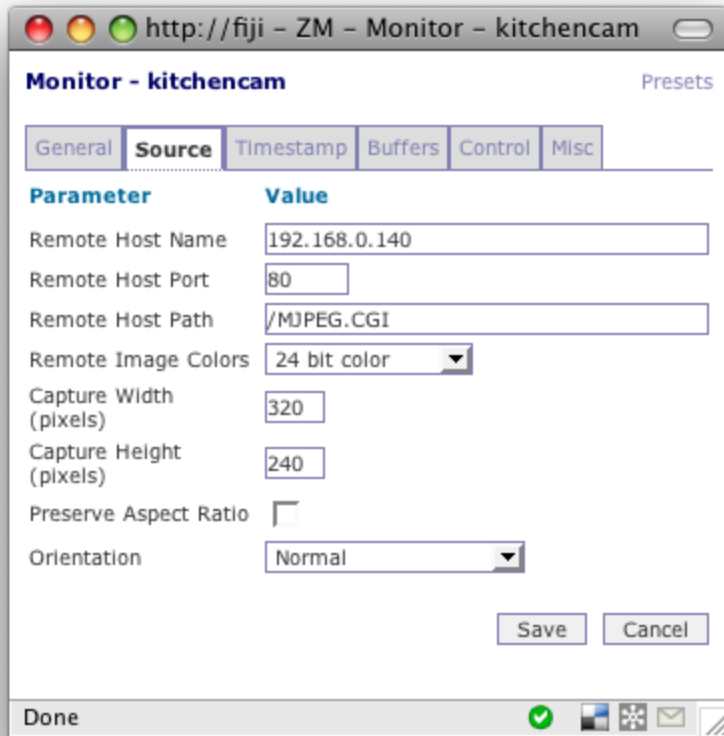 http://fiji – ZM – Monitor – kitchencam
Monitor - kitchencam
Presets
General Source Timestamp Buffers Control Misc
Parameter Value
Remote Host Name 192.168.0.140
Remote Host Port 80
Remote Host Path /MJPEG.CGI
Remote Image Colors 24 bit color
Capture Width
(pixels) 320
Capture Height
(pixels) 240
Preserve Aspect Ratio
Orientation Normal
Save Cancel
Done